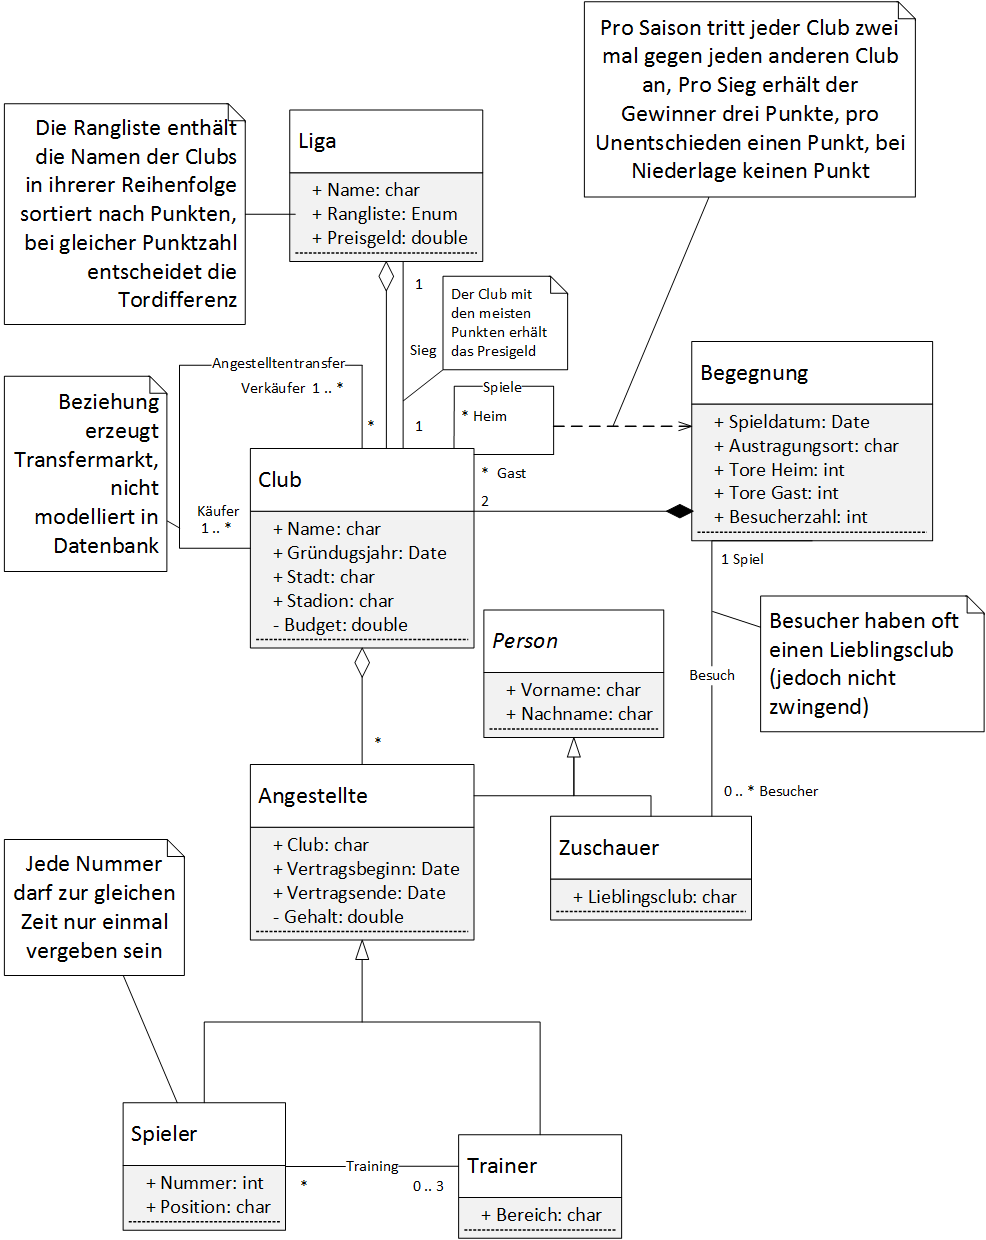 Pro Saison tritt jeder Club zwei
mal gegen jeden anderen Club
an, Pro Sieg erhält der
Gewinner drei Punkte, pro
Unentschieden einen Punkt, bei
Niederlage keinen Punkt
Die Rangliste enthält
die Namen der Clubs
in ihrerer Reihenfolge
sortiert nach Punkten,
bei gleicher Punktzahl
entscheidet die
Tordifferenz
Liga
+ Name: char
+ Rangliste: Enum
+ Preisgeld: double
1
Sieg
1
*
Der Club mit
den meisten
Punkten erhält
das Presigeld
Angestelltentransfer
Verkäufer 1 .. *
Käufer
1 .. *
Beziehung
erzeugt
Transfermarkt,
nicht
modelliert in
Datenbank
Spiele
* Heim
* Gast
2
Begegnung
+ Spieldatum: Date
+ Austragungsort: char
+ Tore Heim: int
+ Tore Gast: int
+ Besucherzahl: int
Club
+ Name: char
+ Gründugsjahr: Date
+ Stadt: char
+ Stadion: char
- Budget: double
1 Spiel
Besuch
0 .. * Besucher
Besucher haben oft
einen Lieblingsclub
(jedoch nicht
zwingend)
Person
+ Vorname: char
+ Nachname: char
*
Angestellte
+ Club: char
+ Vertragsbeginn: Date
+ Vertragsende: Date
- Gehalt: double
Zuschauer
+ Lieblingsclub: char
Jede Nummer
darf zur gleichen
Zeit nur einmal
vergeben sein
Spieler
+ Nummer: int
+ Position: char
Training
*
0 .. 3
Trainer
+ Bereich: char